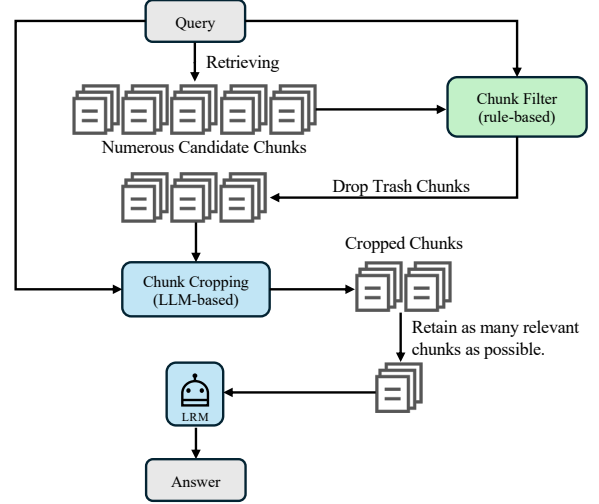 Query
Retrieving
Chunk Filter
(rule-based)
Numerous Candidate Chunks
Drop Trash Chunks
Cropped Chunks
Chunk Cropping
(LLM-based)
Retain as many relevant
chunks as possible.
LRM
Answer